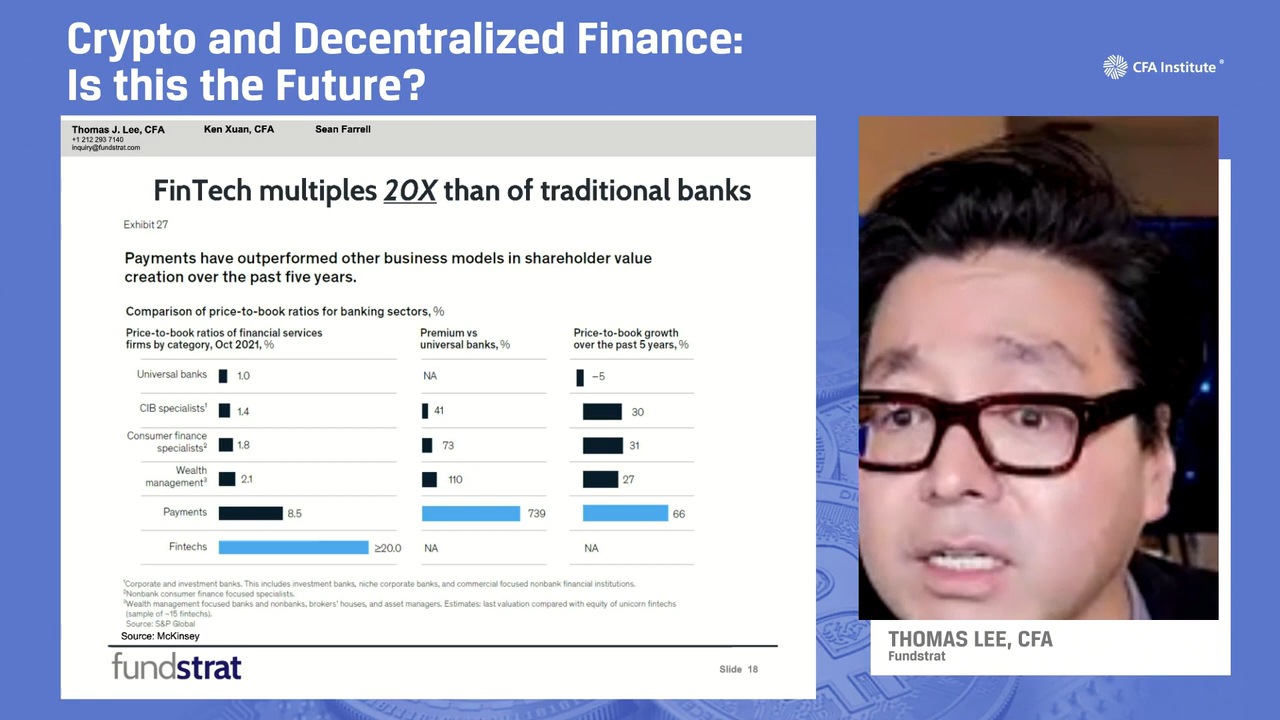 Crypto and Decentralized Finance:
Is this the Future?
CFA Institute®
Thomas J. Lee, CFA Ken Xuan, CFA Sean Farrell
+1 212 293 7140
inquiry@fundstrat.com
FinTech multiples 20X than of traditional banks
Exhibit 27
Payments have outperformed other business models in shareholder value
creation over the past five years.
Comparison of price-to-book ratios for banking sectors, %
Price-to-book ratios of financial services
firms by category, Oct 2021, %
Premium vs
universal banks, %
Price-to-book growth
over the past 5 years, %
Universal banks 1.0 NA –5
CIB specialists¹ 1.4 41 30
Consumer finance
specialists² 1.8 73 31
Wealth
management³ 2.1 110 27
Payments 8.5 739 66
Fintechs ≥20.0 NA NA
¹Corporate and investment banks. This includes investment banks, niche corporate banks, and commercial focused nonbank financial institutions.
²Nonbank consumer finance focused specialists.
³Wealth management focused banks and nonbanks, brokers' houses, and asset managers. Estimates: last valuation compared with equity of unicorn fintechs
(sample of ~15 fintechs).
Source: S&P Global
Source: McKinsey
fundstrat
Slide 18
THOMAS LEE, CFA
Fundstrat